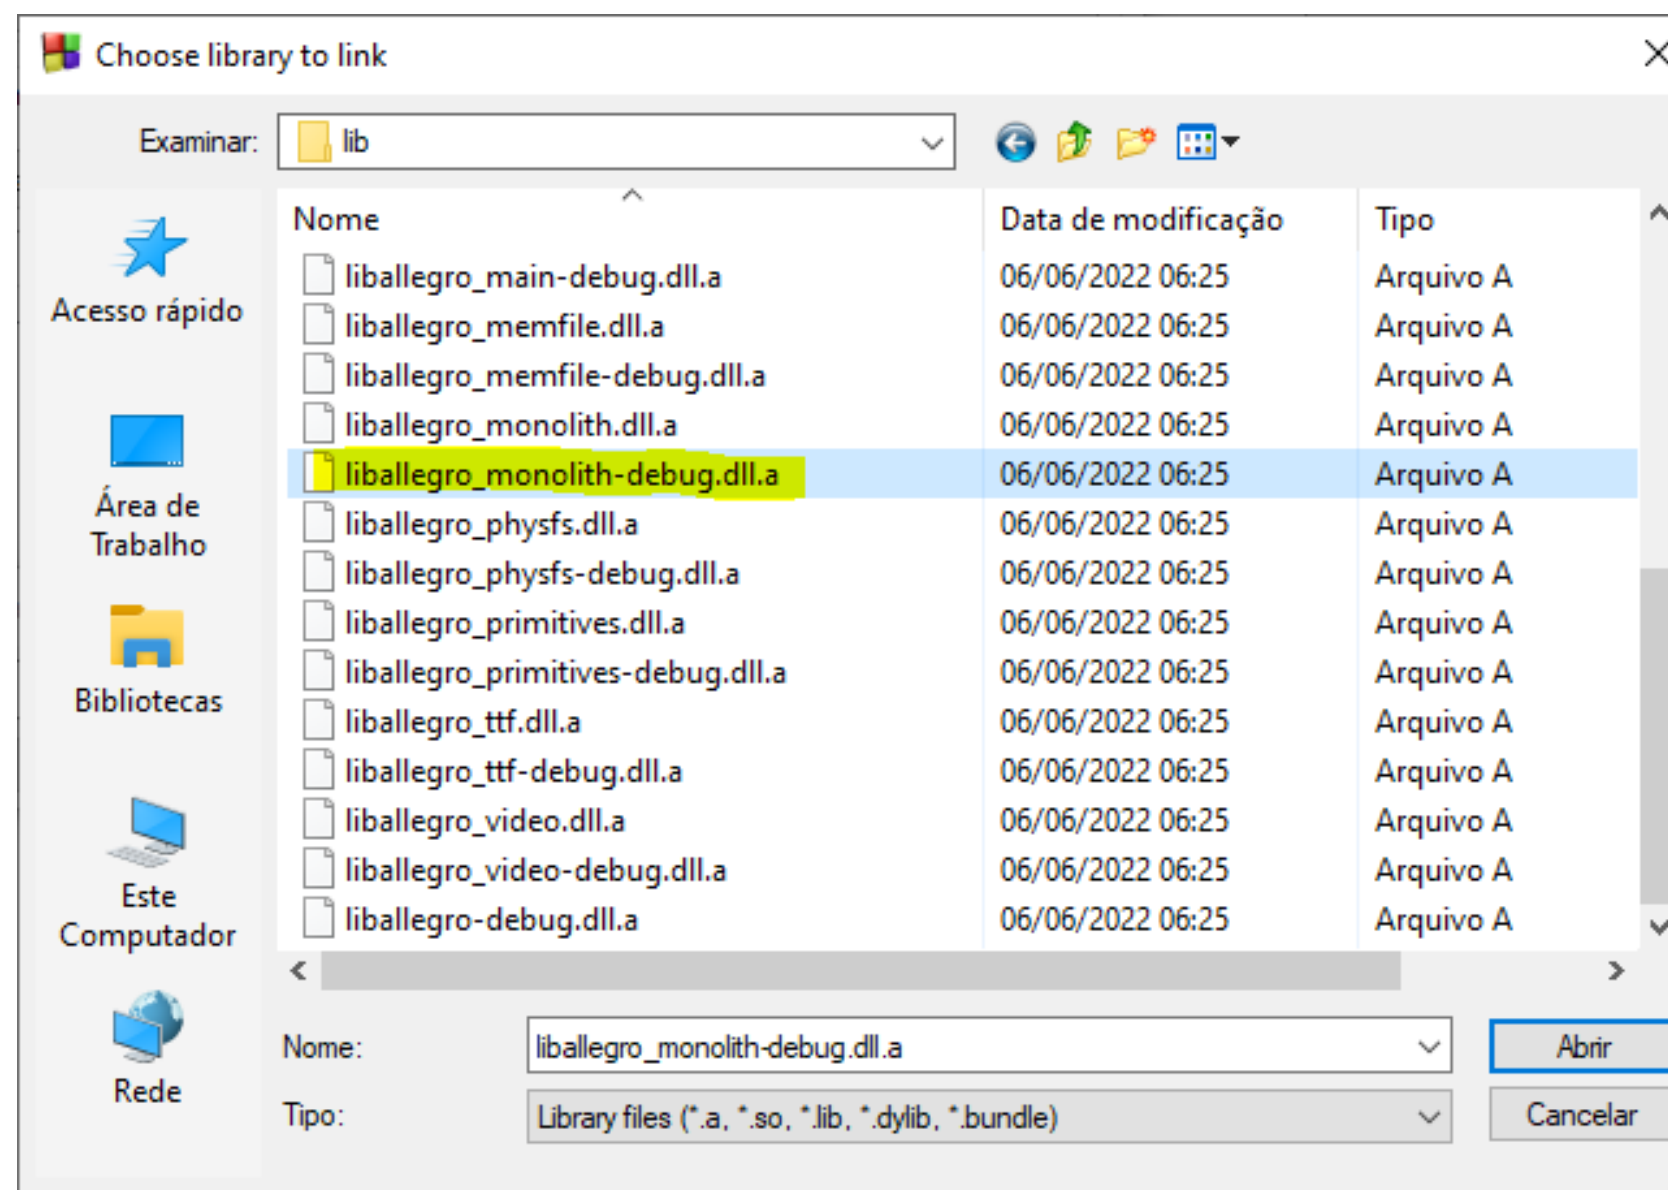 Choose library to link
Examinar: lib
Nome Data de modificação Tipo
liballegro_main-debug.dll.a 06/06/2022 06:25 Arquivo A
liballegro_memfile.dll.a 06/06/2022 06:25 Arquivo A
liballegro_memfile-debug.dll.a 06/06/2022 06:25 Arquivo A
liballegro_monolith.dll.a 06/06/2022 06:25 Arquivo A
liballegro_monolith-debug.dll.a 06/06/2022 06:25 Arquivo A
liballegro_physfs.dll.a 06/06/2022 06:25 Arquivo A
liballegro_physfs-debug.dll.a 06/06/2022 06:25 Arquivo A
liballegro_primitives.dll.a 06/06/2022 06:25 Arquivo A
liballegro_primitives-debug.dll.a 06/06/2022 06:25 Arquivo A
liballegro_ttf.dll.a 06/06/2022 06:25 Arquivo A
liballegro_ttf-debug.dll.a 06/06/2022 06:25 Arquivo A
liballegro_video.dll.a 06/06/2022 06:25 Arquivo A
liballegro_video-debug.dll.a 06/06/2022 06:25 Arquivo A
liballegro-debug.dll.a 06/06/2022 06:25 Arquivo A
Acesso rápido
Área de
Trabalho
Bibliotecas
Este
Computador
Rede
Nome: liballegro_monolith-debug.dll.a Abrir
Tipo: Library files (*.a, *.so, *.lib, *.dylib, *.bundle) Cancelar